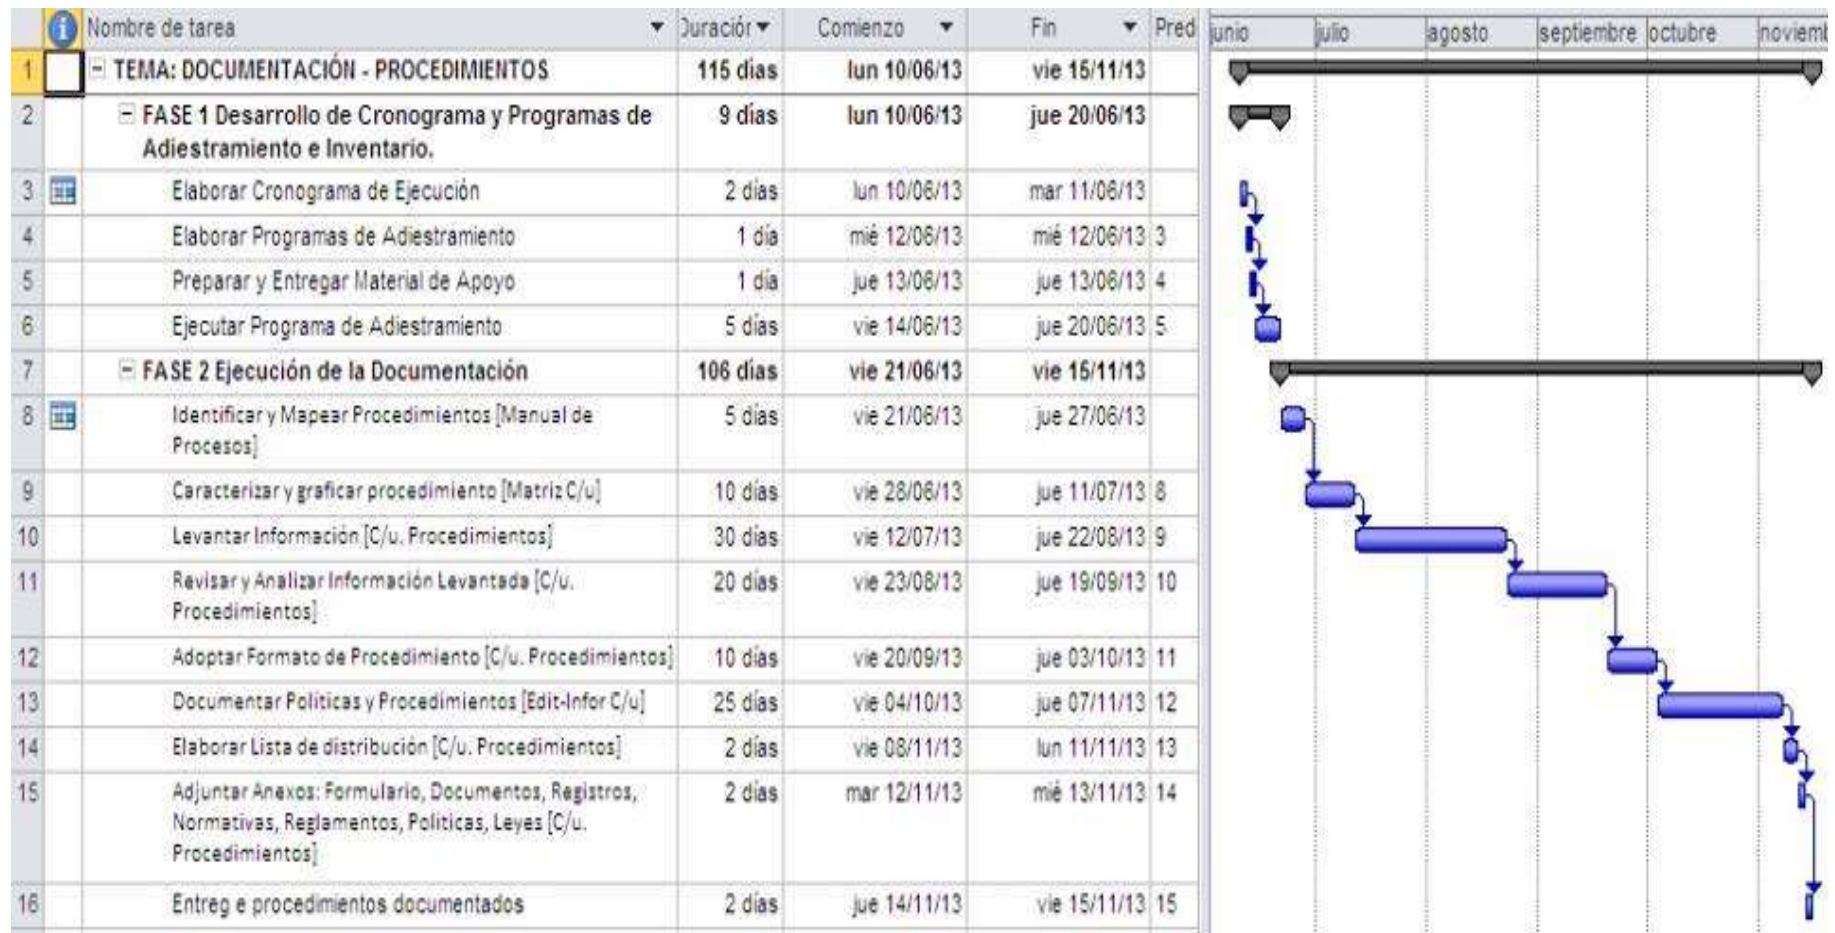 Nombre de tarea Duración Comienzo Fin Pred junio julio agosto septiembre octubre noviemb
1 TEMA: DOCUMENTACIÓN - PROCEDIMIENTOS 115 días lun 10/06/13 vie 15/11/13
2 FASE 1 Desarrollo de Cronograma y Programas de 9 días lun 10/06/13 jue 20/06/13
Adiestramiento e Inventario.
3 Elaborar Cronograma de Ejecución 2 días lun 10/06/13 mar 11/06/13
4 Elaborar Programas de Adiestramiento 1 día mié 12/06/13 mié 12/06/13 3
5 Preparar y Entregar Material de Apoyo 1 día jue 13/06/13 jue 13/06/13 4
6 Ejecutar Programa de Adiestramiento 5 días vie 14/06/13 jue 20/06/13 5
7 FASE 2 Ejecución de la Documentación 106 días vie 21/06/13 vie 15/11/13
8 Identificar y Mapear Procedimientos [Manual de 5 días vie 21/06/13 jue 27/06/13
Procesos]
9 Caracterizar y graficar procedimiento [Matriz C/u] 10 días vie 28/06/13 jue 11/07/13 8
10 Levantar Información [C/u. Procedimientos] 30 días vie 12/07/13 jue 22/08/13 9
11 Revisar y Analizar Información Levantada [C/u. 20 días vie 23/08/13 jue 19/09/13 10
Procedimientos]
12 Adoptar Formato de Procedimiento [C/u. Procedimientos] 10 días vie 20/09/13 jue 03/10/13 11
13 Documentar Políticas y Procedimientos [Edit-Infor C/u] 25 días vie 04/10/13 jue 07/11/13 12
14 Elaborar Lista de distribución [C/u. Procedimientos] 2 días vie 08/11/13 lun 11/11/13 13
15 Adjuntar Anexos: Formulario, Documentos, Registros, 2 días mar 12/11/13 mié 13/11/13 14
Normativas, Reglamentos, Politicas, Leyes [C/u.
Procedimientos]
16 Entreg e procedimientos documentados 2 días jue 14/11/13 vie 15/11/13 15